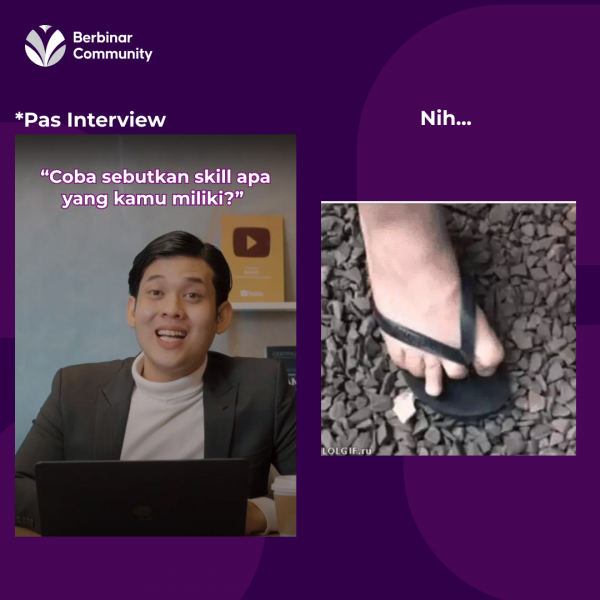 Berbinar
Community
*Pas Interview
Nih...
“Coba sebutkan skill apa
yang kamu miliki?”
LOLGIF.ru